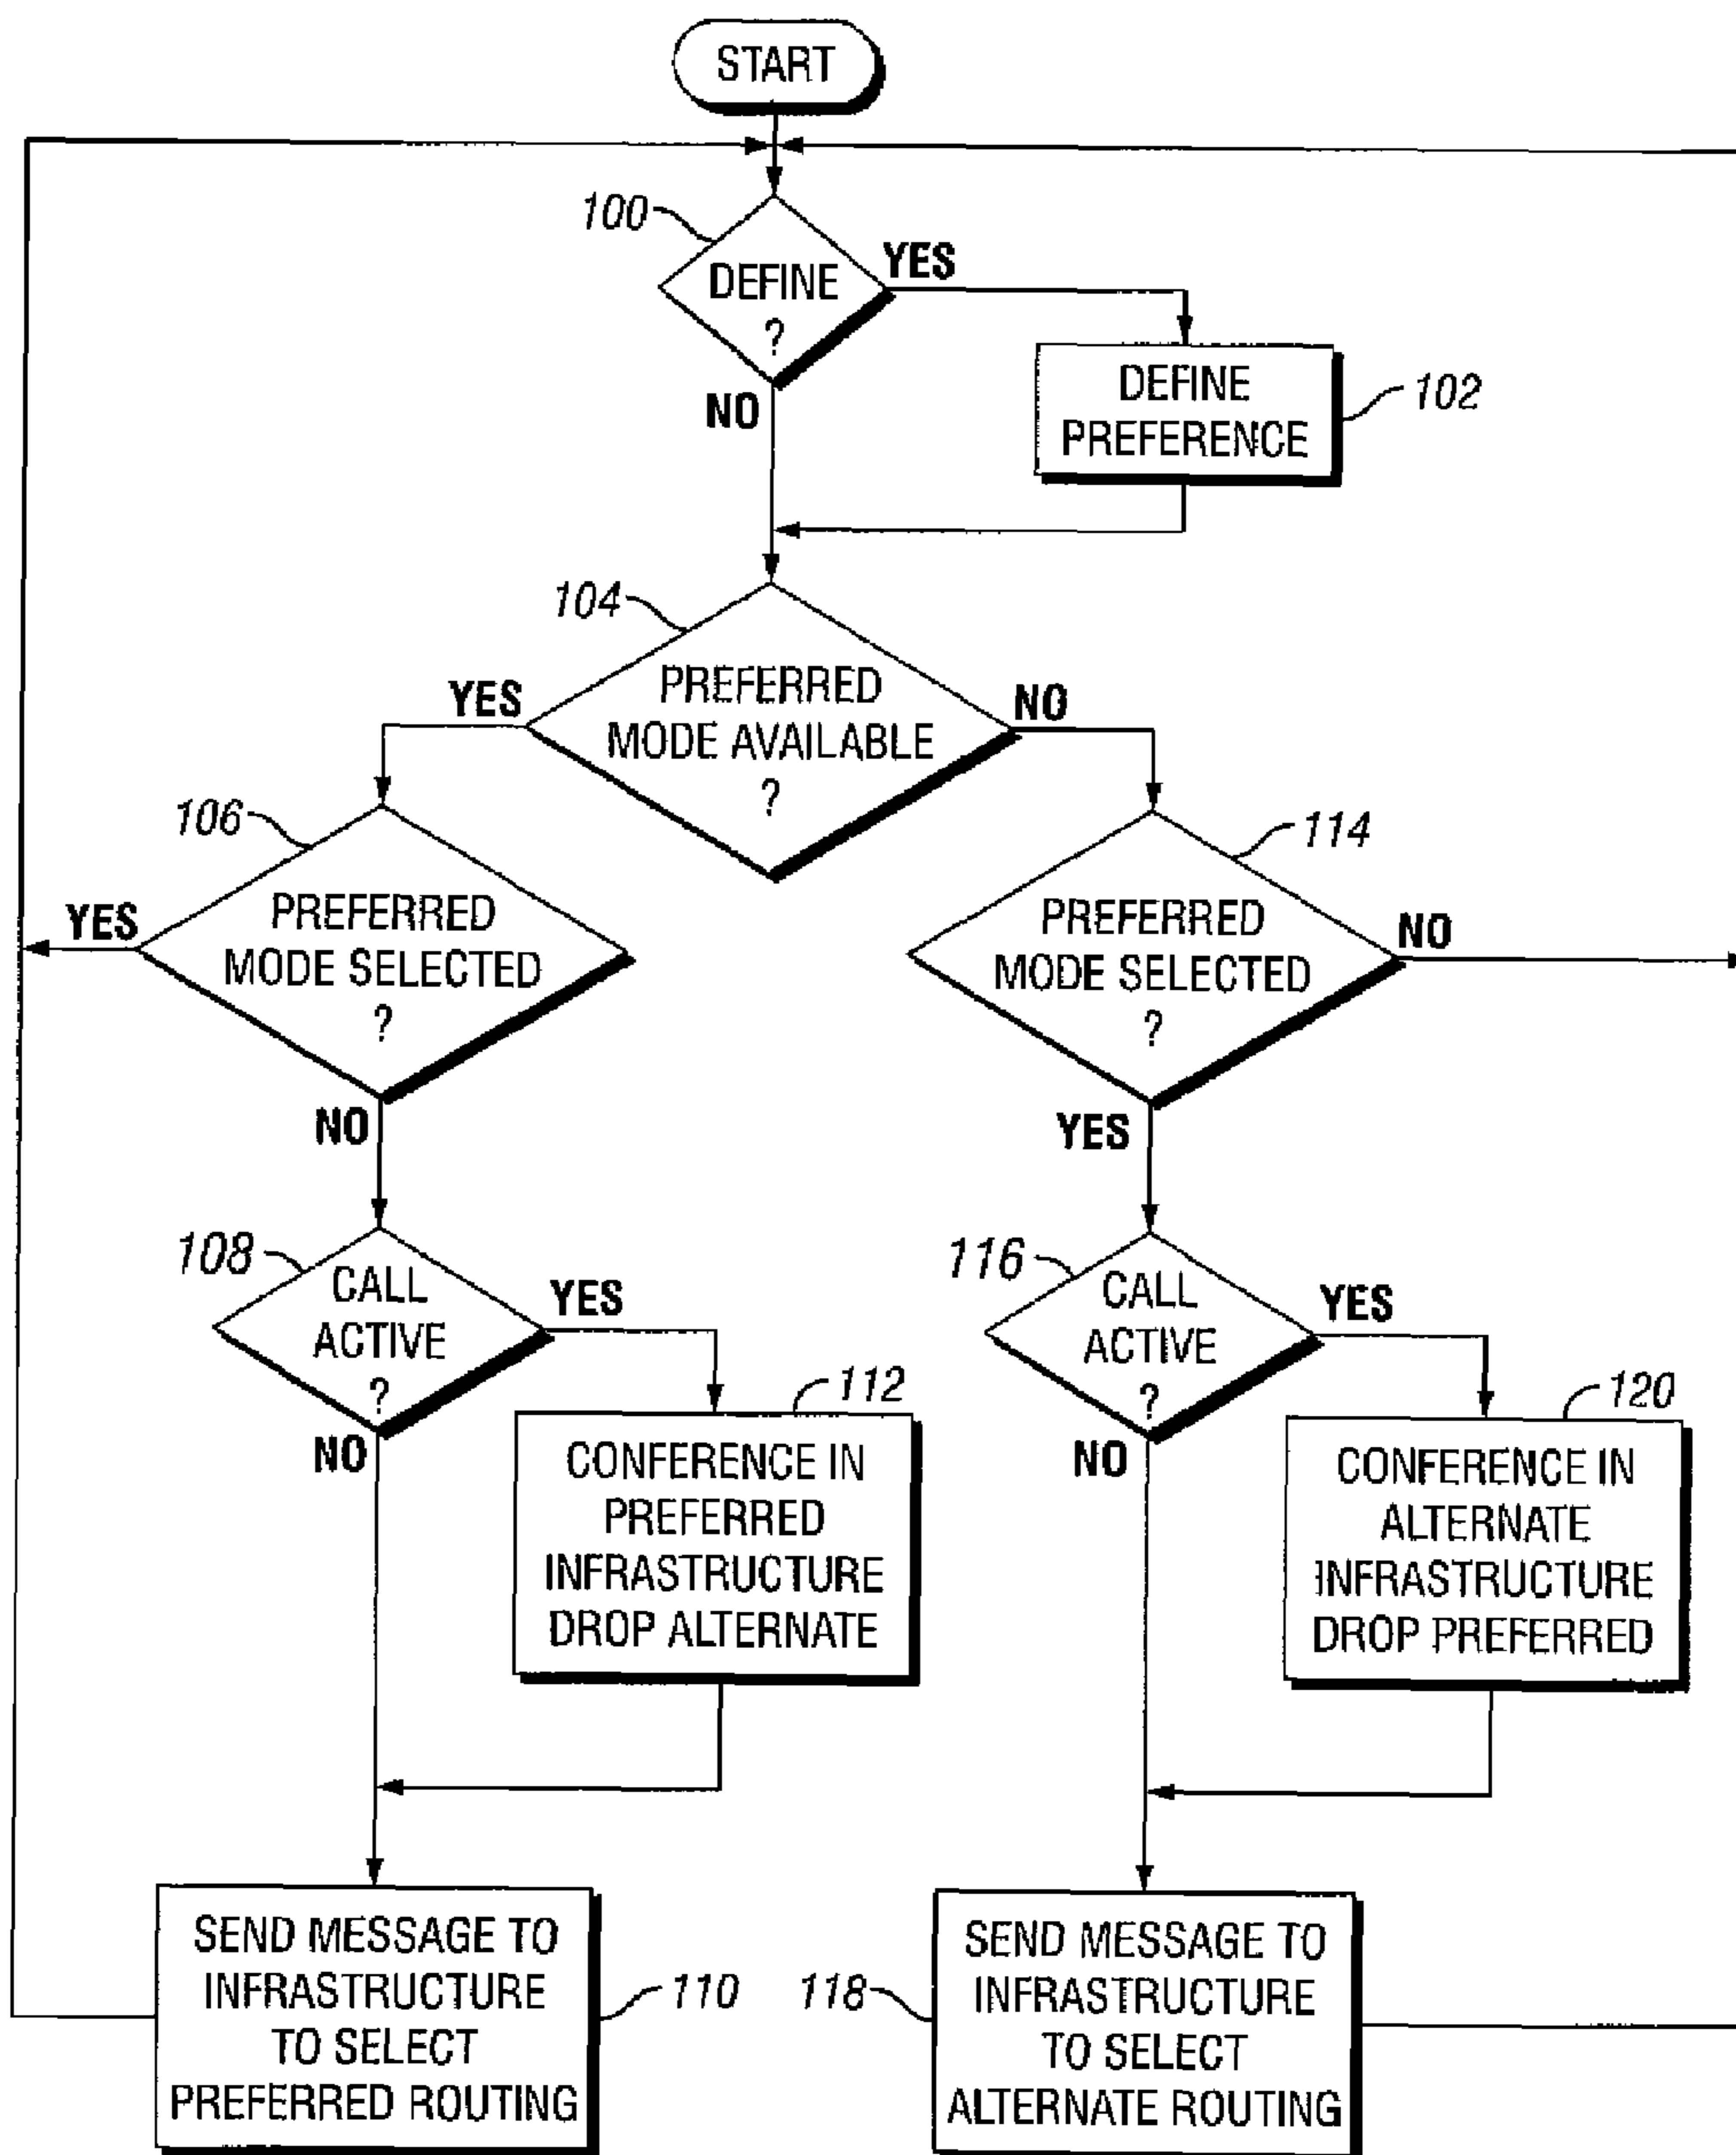 START
100
DEFINE
?
YES
NO
DEFINE
PREFERENCE
102
104
PREFERRED
MODE AVAILABLE
?
YES
NO
106
PREFERRED
MODE SELECTED
?
YES
NO
114
PREFERRED
MODE SELECTED
?
NO
YES
108
CALL
ACTIVE
?
YES
NO
112
CONFERENCE IN
PREFERRED
INFRASTRUCTURE
DROP ALTERNATE
116
CALL
ACTIVE
?
YES
NO
120
CONFERENCE IN
ALTERNATE
INFRASTRUCTURE
DROP PREFERRED
SEND MESSAGE TO
INFRASTRUCTURE
TO SELECT
PREFERRED ROUTING
110
118
SEND MESSAGE TO
INFRASTRUCTURE
TO SELECT
ALTERNATE ROUTING